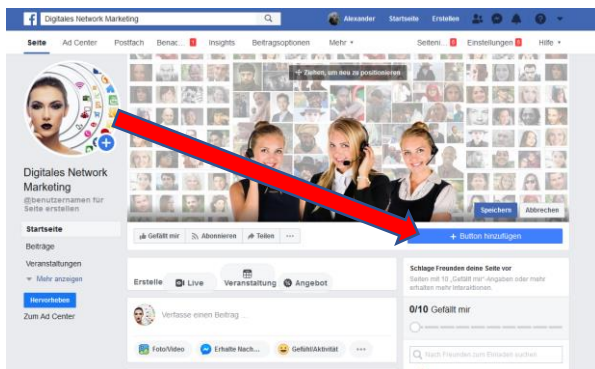 Digitales Network Marketing
Alexander Startseite Erstellen
Seite Ad Center Postfach Benac... Insights Beitragsoptionen Mehr Seiteni... Einstellungen Hilfe
+ Ziehen, um neu zu positionieren
Digitales Network
Marketing
@benutzernamen für
Seite erstellen
Speichern Abbrechen
Startseite
Gefällt mir Abonnieren Teilen ...
+ Button hinzufügen
Beiträge
Veranstaltungen
Mehr anzeigen
Hervorheben
Zum Ad Center
Erstelle Live Veranstaltung Angebot
Verfasse einen Beitrag ...
Foto/Video Erhalte Nach... Gefühl/Aktivität ...
Schlage Freunden deine Seite vor
Seiten mit 10 „Gefällt mir"-Angaben oder mehr
erhalten mehr Interaktionen.
0/10 Gefällt mir
Nach Freunden zum Einladen suchen